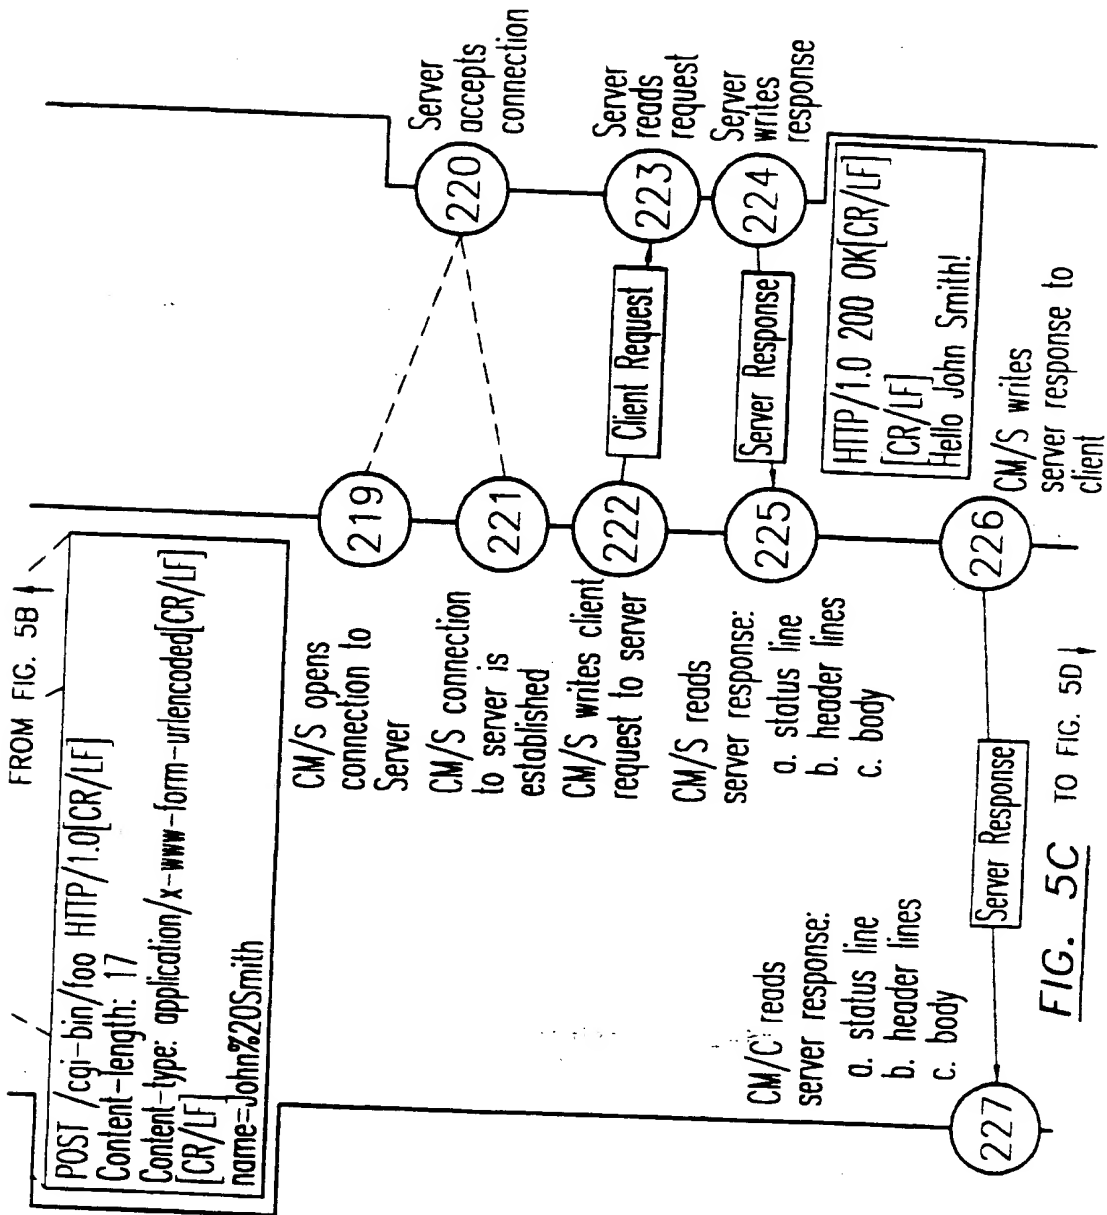 FROM FIG. 5B
POST /cgi-bin/foo HTTP/1.0[CR/LF]
Content-length: 17
Content-type: application/x-www-form-urlencoded[CR/LF]
[CR/LF]
name=John%20Smith
CM/S opens
connection to
Server
219
220
Server
accepts
connection
CM/S connection
to server is
established
221
CM/S writes client
request to server
222
Client Request
223
Server
reads
request
CM/S reads
server response:
a. status line
b. header lines
c. body
225
Server Response
224
Server
writes
response
HTTP/1.0 200 OK[CR/LF]
[CR/LF]
Hello John Smith!
CM/C reads
server response:
a. status line
b. header lines
c. body
227
Server Response
226
CM/S writes
server response to
client
FIG. 5C
TO FIG. 5D